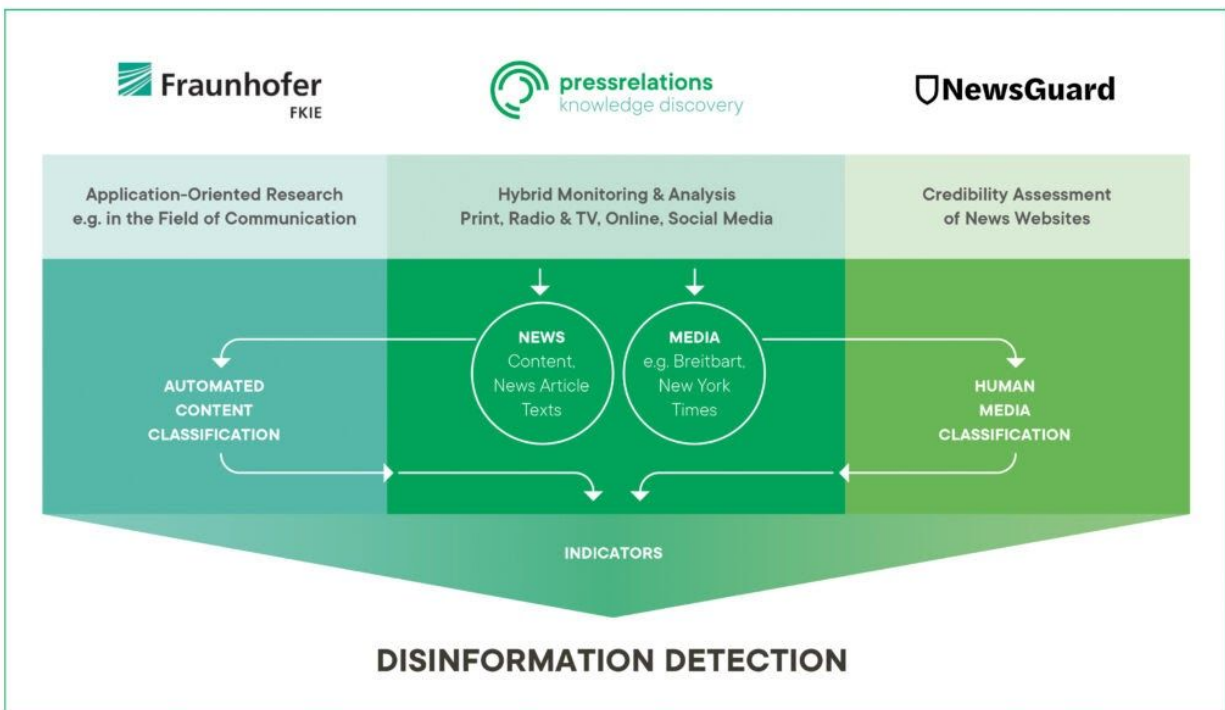 Fraunhofer
FKIE
pressrelations
knowledge discovery
NewsGuard
Application-Oriented Research
e.g. in the Field of Communication
Hybrid Monitoring & Analysis
Print, Radio & TV, Online, Social Media
Credibility Assessment
of News Websites
AUTOMATED
CONTENT
CLASSIFICATION
NEWS
Content,
News Article
Texts
MEDIA
e.g. Breitbart,
New York
Times
HUMAN
MEDIA
CLASSIFICATION
INDICATORS
DISINFORMATION DETECTION